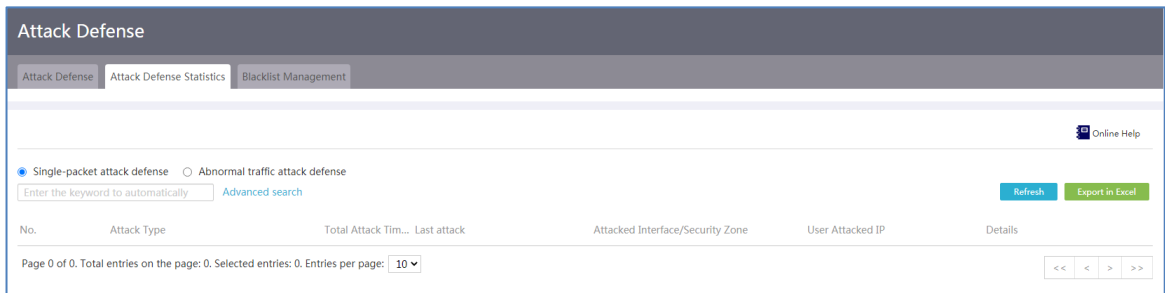 Attack Defense
Attack Defense Attack Defense Statistics Blacklist Management
Online Help
Single-packet attack defense Abnormal traffic attack defense
Enter the keyword to automatically Advanced search Refresh Export in Excel
No. Attack Type Total Attack Tim... Last attack Attacked Interface/Security Zone User Attacked IP Details
Page 0 of 0. Total entries on the page: 0. Selected entries: 0. Entries per page: 10 << < > >>